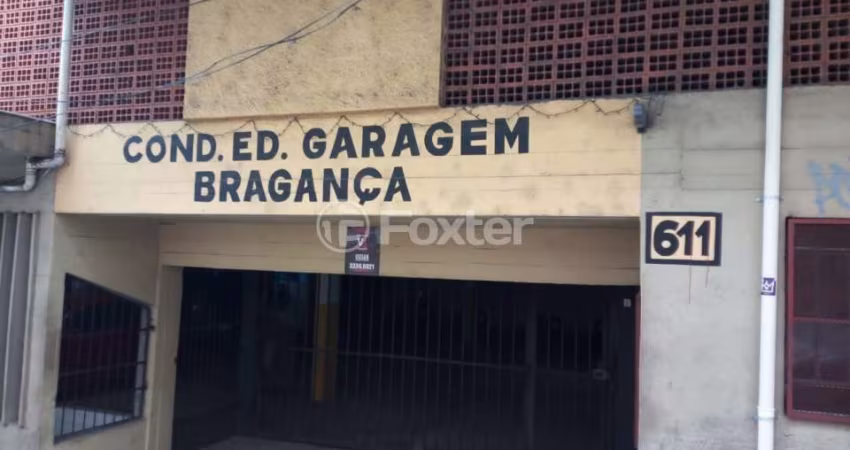 COND. ED. GARAGEM
BRAGANÇA
611
Foxter